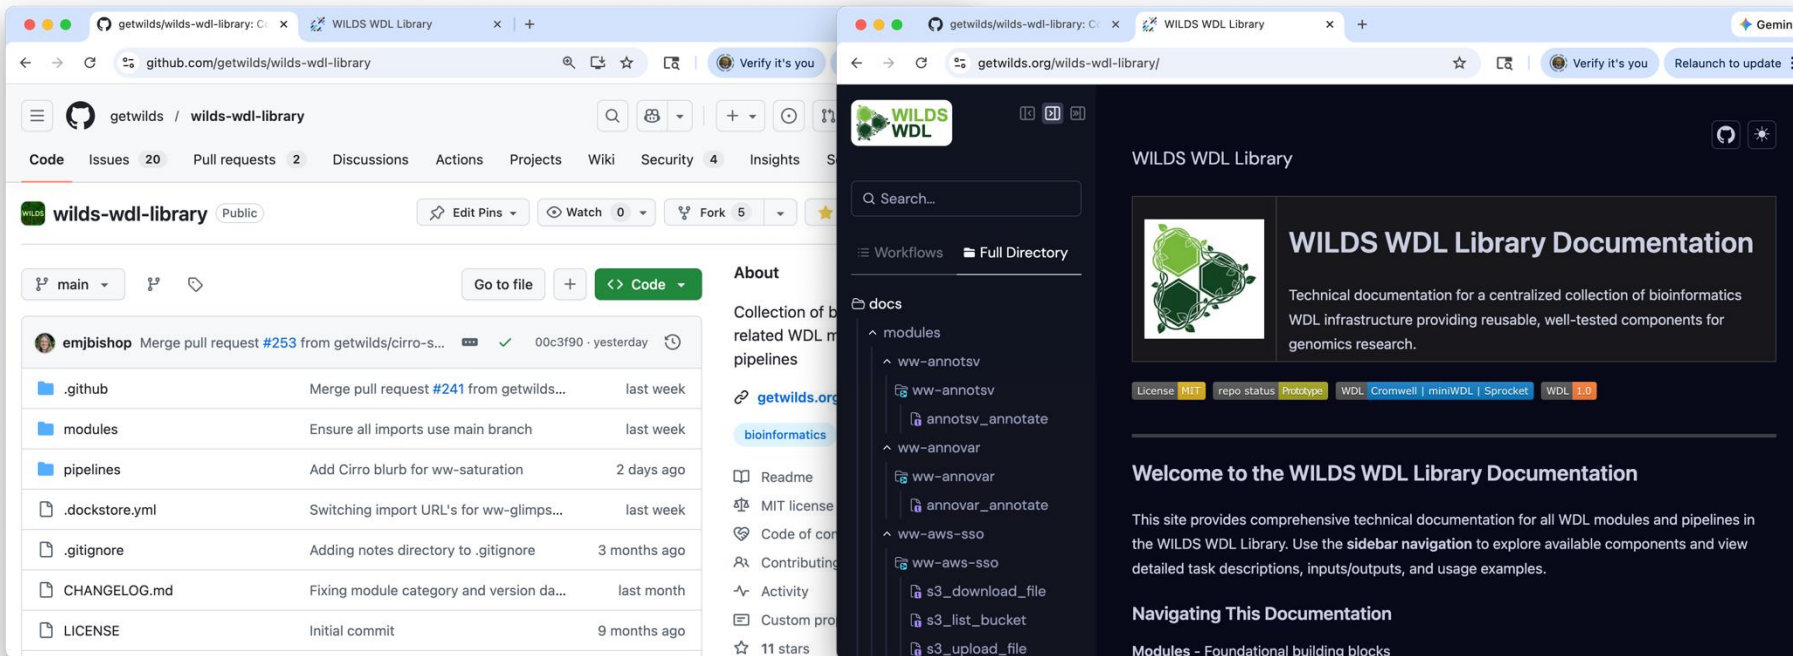 getwilds/wilds-wdl-library: Co
WILDS WDL Library
github.com/getwilds/wilds-wdl-library
Verify it's you
getwilds / wilds-wdl-library
Code
Issues 20
Pull requests 2
Discussions
Actions
Projects
Wiki
Security 4
Insights
S
WILDS
wilds-wdl-library
Public
Edit Pins
Watch 0
Fork 5
main
Go to file
Code
emjbishop Merge pull request #253 from getwilds/cirro-s...
00c3f90 · yesterday
.github Merge pull request #241 from getwilds... last week
modules Ensure all imports use main branch last week
pipelines Add Cirro blurb for ww-saturation 2 days ago
.dockstore.yml Switching import URL's for ww-glimps... last week
.gitignore Adding notes directory to .gitignore 3 months ago
CHANGELOG.md Fixing module category and version da... last month
LICENSE Initial commit 9 months ago
About
Collection of b
related WDL m
pipelines
getwilds.org
bioinformatics
Readme
MIT license
Code of con
Contributing
Activity
Custom pro
11 stars
getwilds/wilds-wdl-library: Co
WILDS WDL Library
Gemin
getwilds.org/wilds-wdl-library/
Verify it's you
Relaunch to update
WILDS
WDL
Search...
Workflows
Full Directory
docs
modules
ww-annotsv
ww-annotsv
annotsv_annotate
ww-annovar
ww-annovar
annovar_annotate
ww-aws-sso
ww-aws-sso
s3_download_file
s3_list_bucket
s3_upload_file
WILDS WDL Library
WILDS WDL Library Documentation
Technical documentation for a centralized collection of bioinformatics
WDL infrastructure providing reusable, well-tested components for
genomics research.
License MIT
repo status Prototype
WDL Cromwell | miniWDL | Sprocket
WDL 1.0
Welcome to the WILDS WDL Library Documentation
This site provides comprehensive technical documentation for all WDL modules and pipelines in
the WILDS WDL Library. Use the sidebar navigation to explore available components and view
detailed task descriptions, inputs/outputs, and usage examples.
Navigating This Documentation
Modules - Foundational building blocks